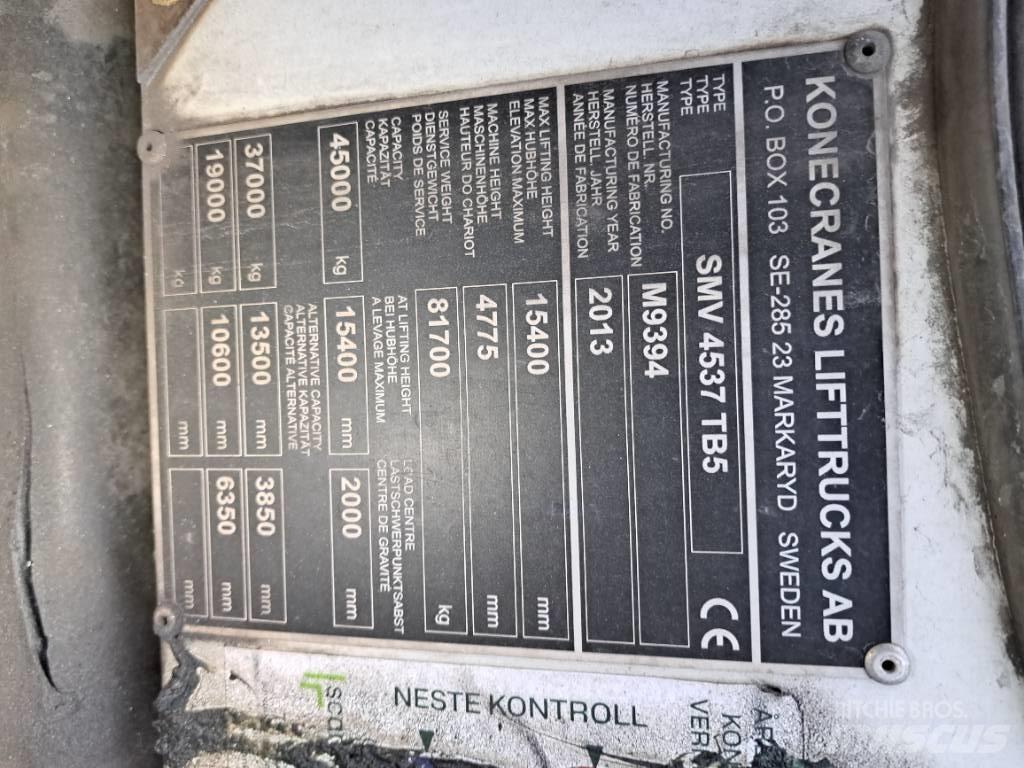 KONECRANES LIFTTRUCKS AB
P.O. BOX 103 SE-285 23 MARKARYD SWEDEN
TYPE
TYPE
TYPE
SMV 4537 TB5
CE
MANUFACTURING NO.
HERSTELL NR.
NUMÉRO DE FABRICATION
M9394
MANUFACTURING YEAR
HERSTELL. JAHR
ANNÉE DE FABRICATION
2013
MAX LIFTING HEIGHT
MAX HUBHÖHE
ELEVATION MAXIMUM
15400 mm
MACHINE HEIGHT
MASCHINENHÖHE
HAUTEUR DO CHARIOT
4775 mm
SERVICE WEIGHT
DIENSTGEWICHT
POIDS DE SERVICE
81700 kg
CAPACITY
KAPAZITÄT
CAPACITÉ
AT LIFTING HEIGHT
BEI HUBHÖHE
A LEVAGE MAXIMUM
LOAD CENTRE
LASTSCHWERPUNKTSABST
CENTRE DE GRAVITÉ
45000 kg 15400 mm 2000 mm
ALTERNATIVE CAPACITY
ALTERNATIVE KAPAZITÄT
CAPACITÉ ALTERNATIVE
37000 kg 13500 mm 3850 mm
19000 kg 10600 mm 6350 mm
kg mm mm
NESTE KONTROLL
RITCHIE BROS.